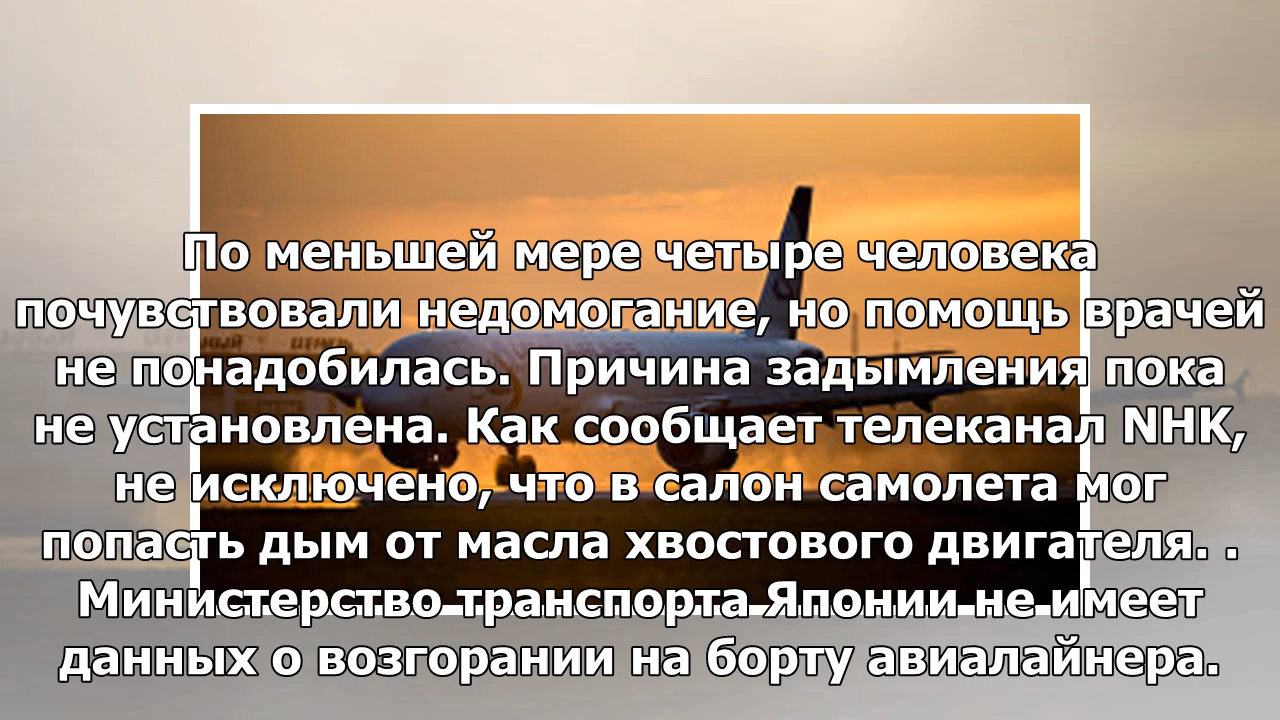 По меньшей мере четыре человека
почувствовали недомогание, но помощь врачей
не понадобилась. Причина задымления пока
не установлена. Как сообщает телеканал NHK,
не исключено, что в салон самолета мог
попасть дым от масла хвостового двигателя. .
Министерство транспорта Японии не имеет
данных о возгорании на борту авиалайнера.